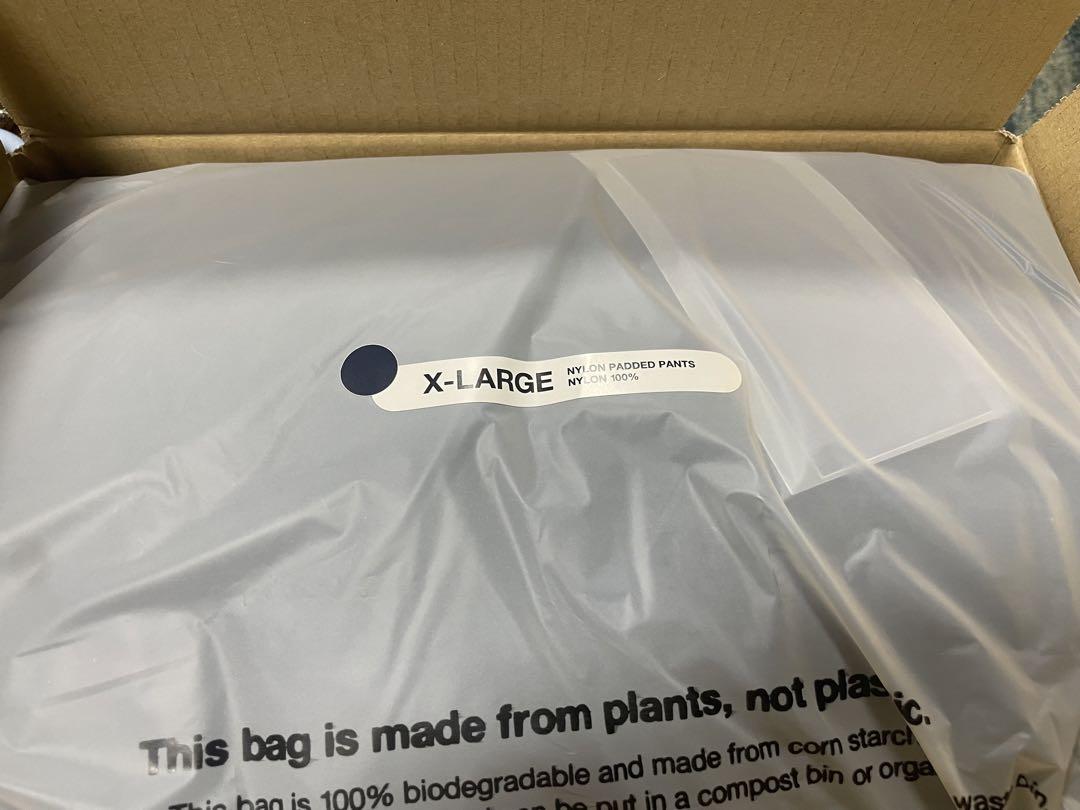 X-LARGE
NYLON PADDED PANTS
NYLON 100%
This bag is made from plants, not plastic.
This bag is 100% biodegradable and made from corn starch
be put in a compost bin or orga
was